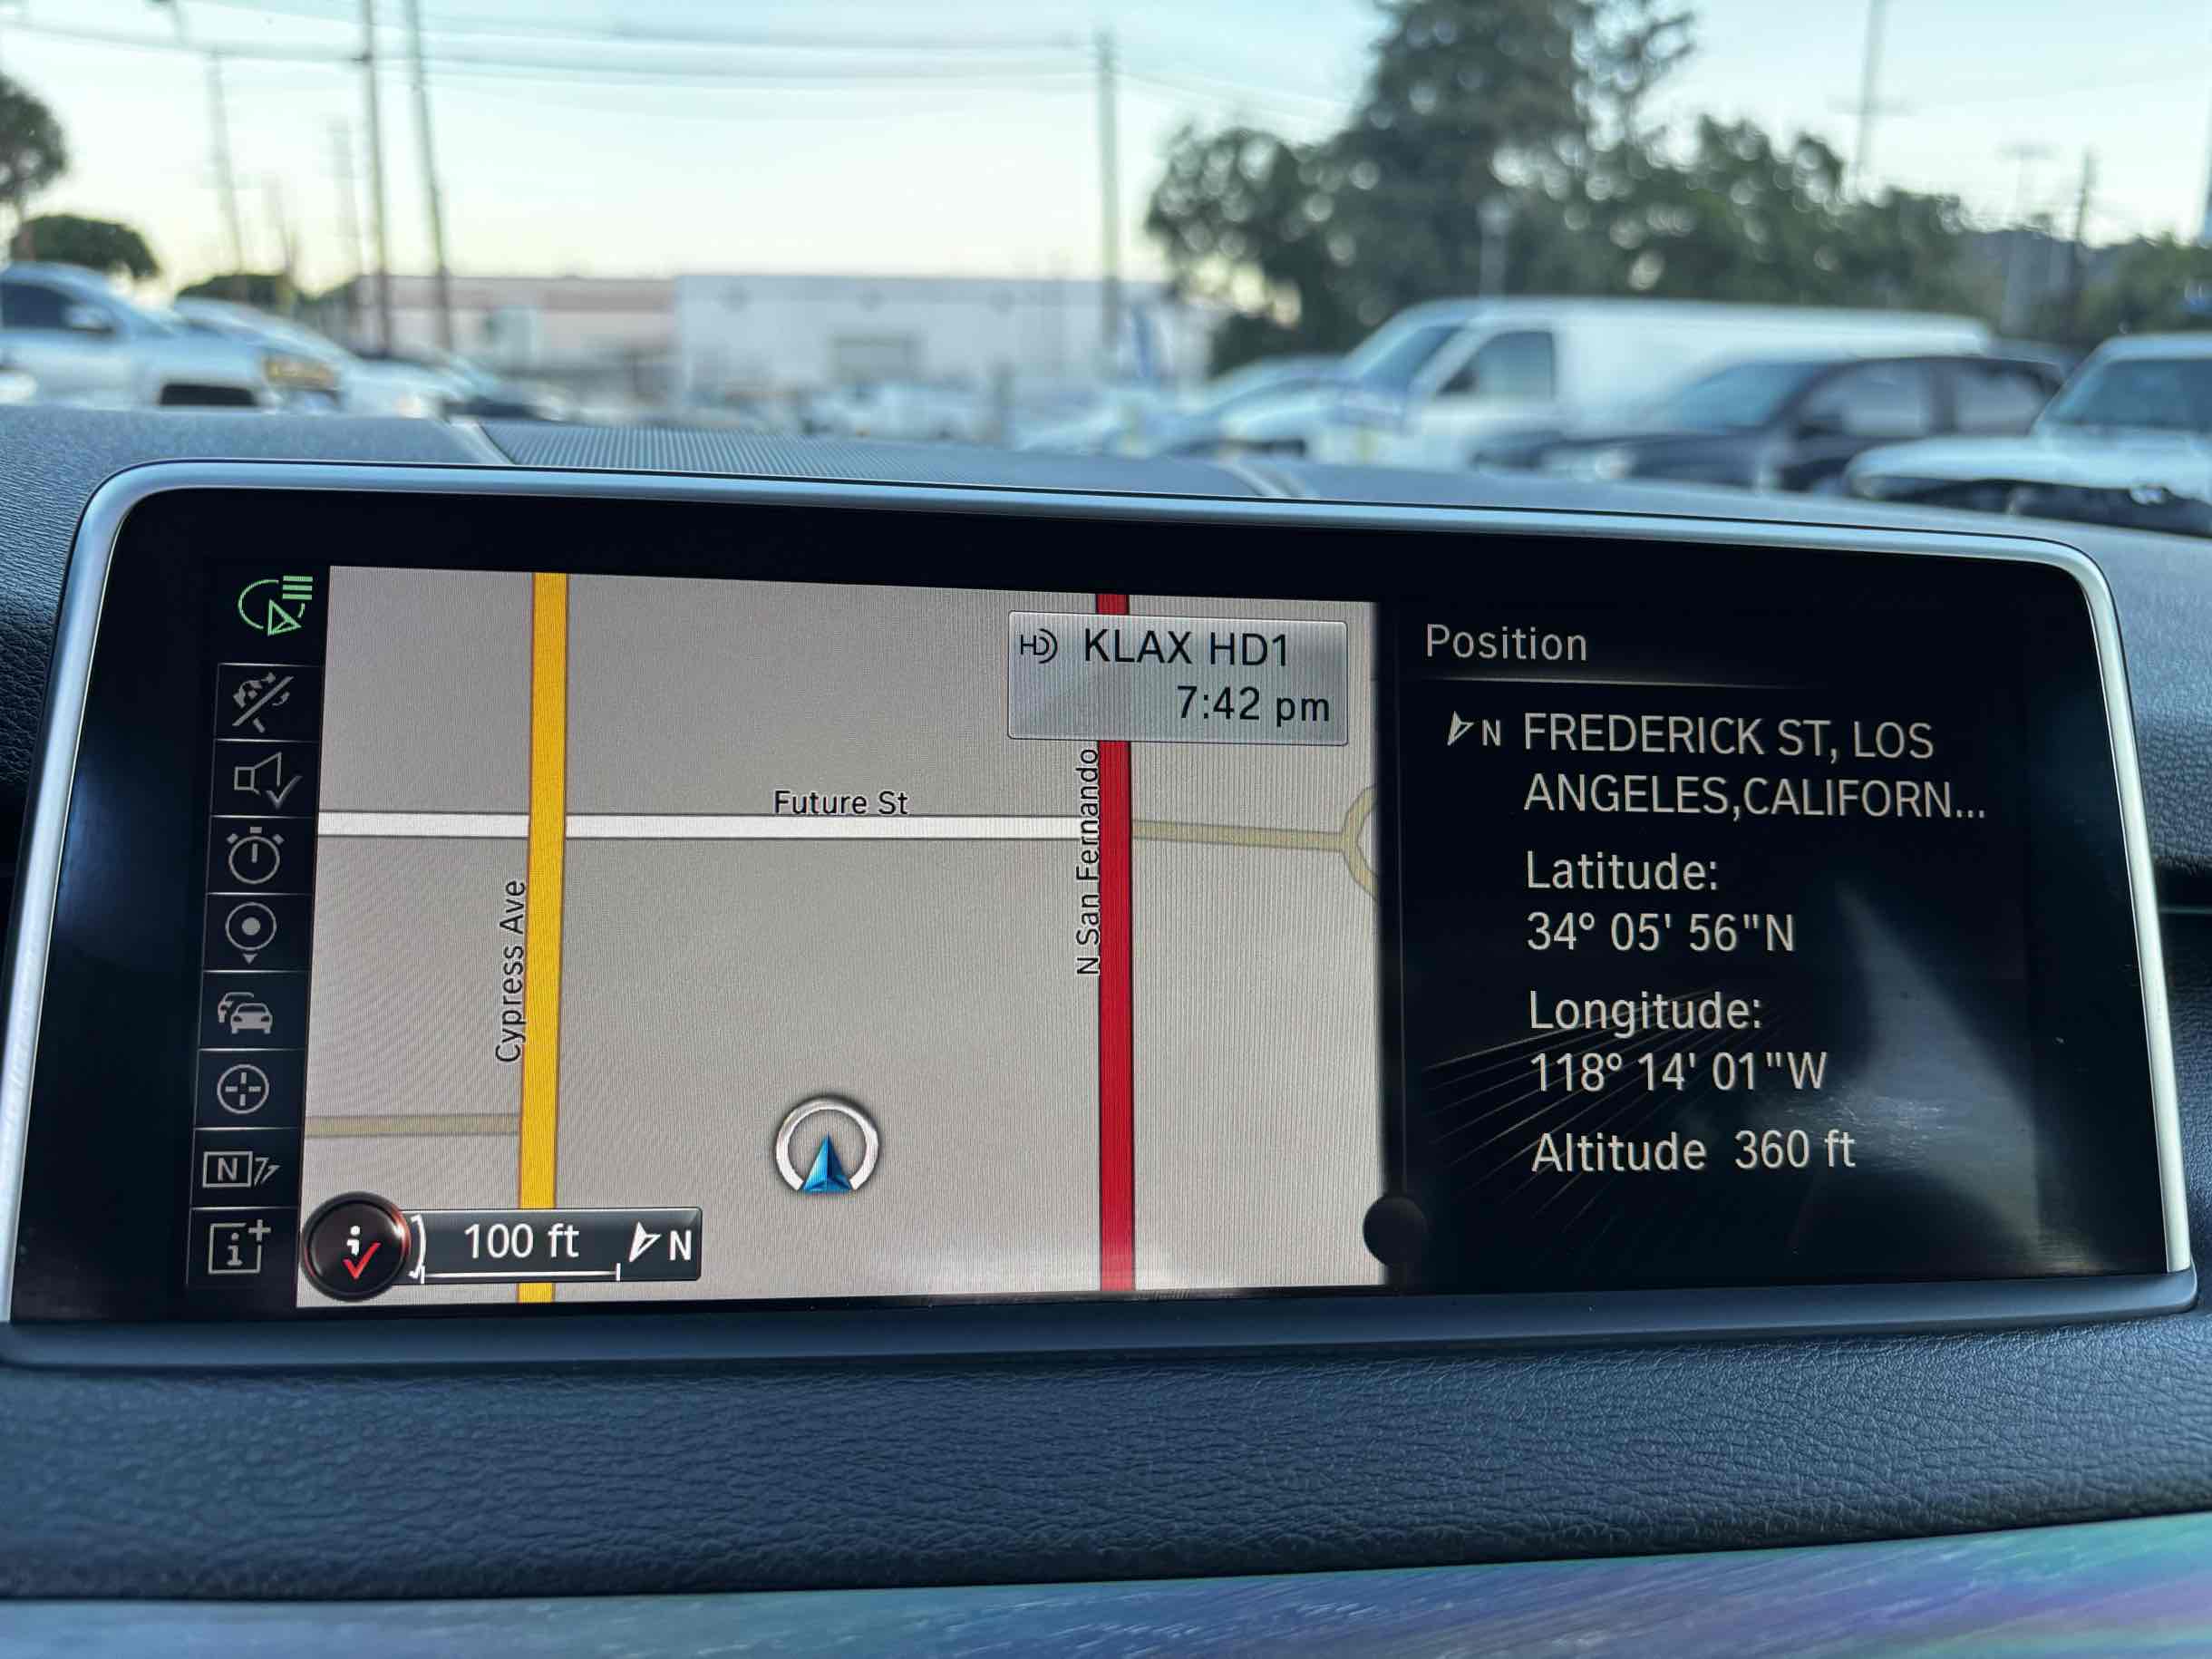 HD KLAX HD1
7:42 pm
Future St
N San Fernando
Cypress Ave
N
i
i
100 ft
N
Position
N FREDERICK ST, LOS
ANGELES,CALIFORN...
Latitude:
34° 05' 56"N
Longitude:
118° 14' 01"W
Altitude 360 ft